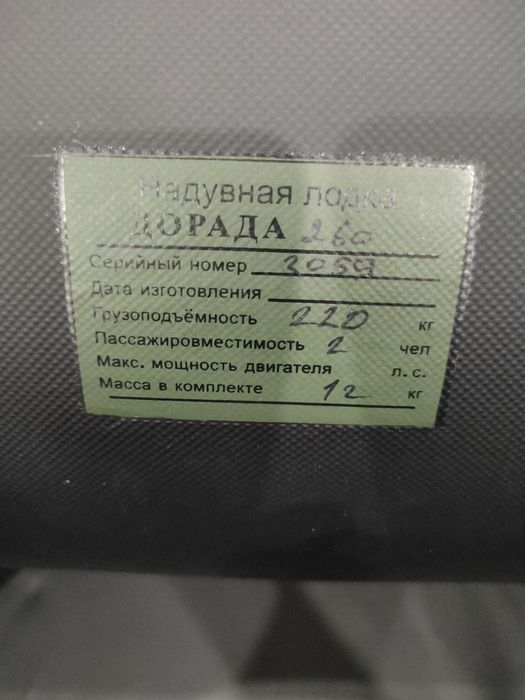 Надувная лодка
ДОРАДА 260
Серийный номер 3059
Дата изготовления
Грузоподъёмность 220 кг
Пассажировместимость 2 чел
Макс. мощность двигателя л.с.
Масса в комплекте 12 кг